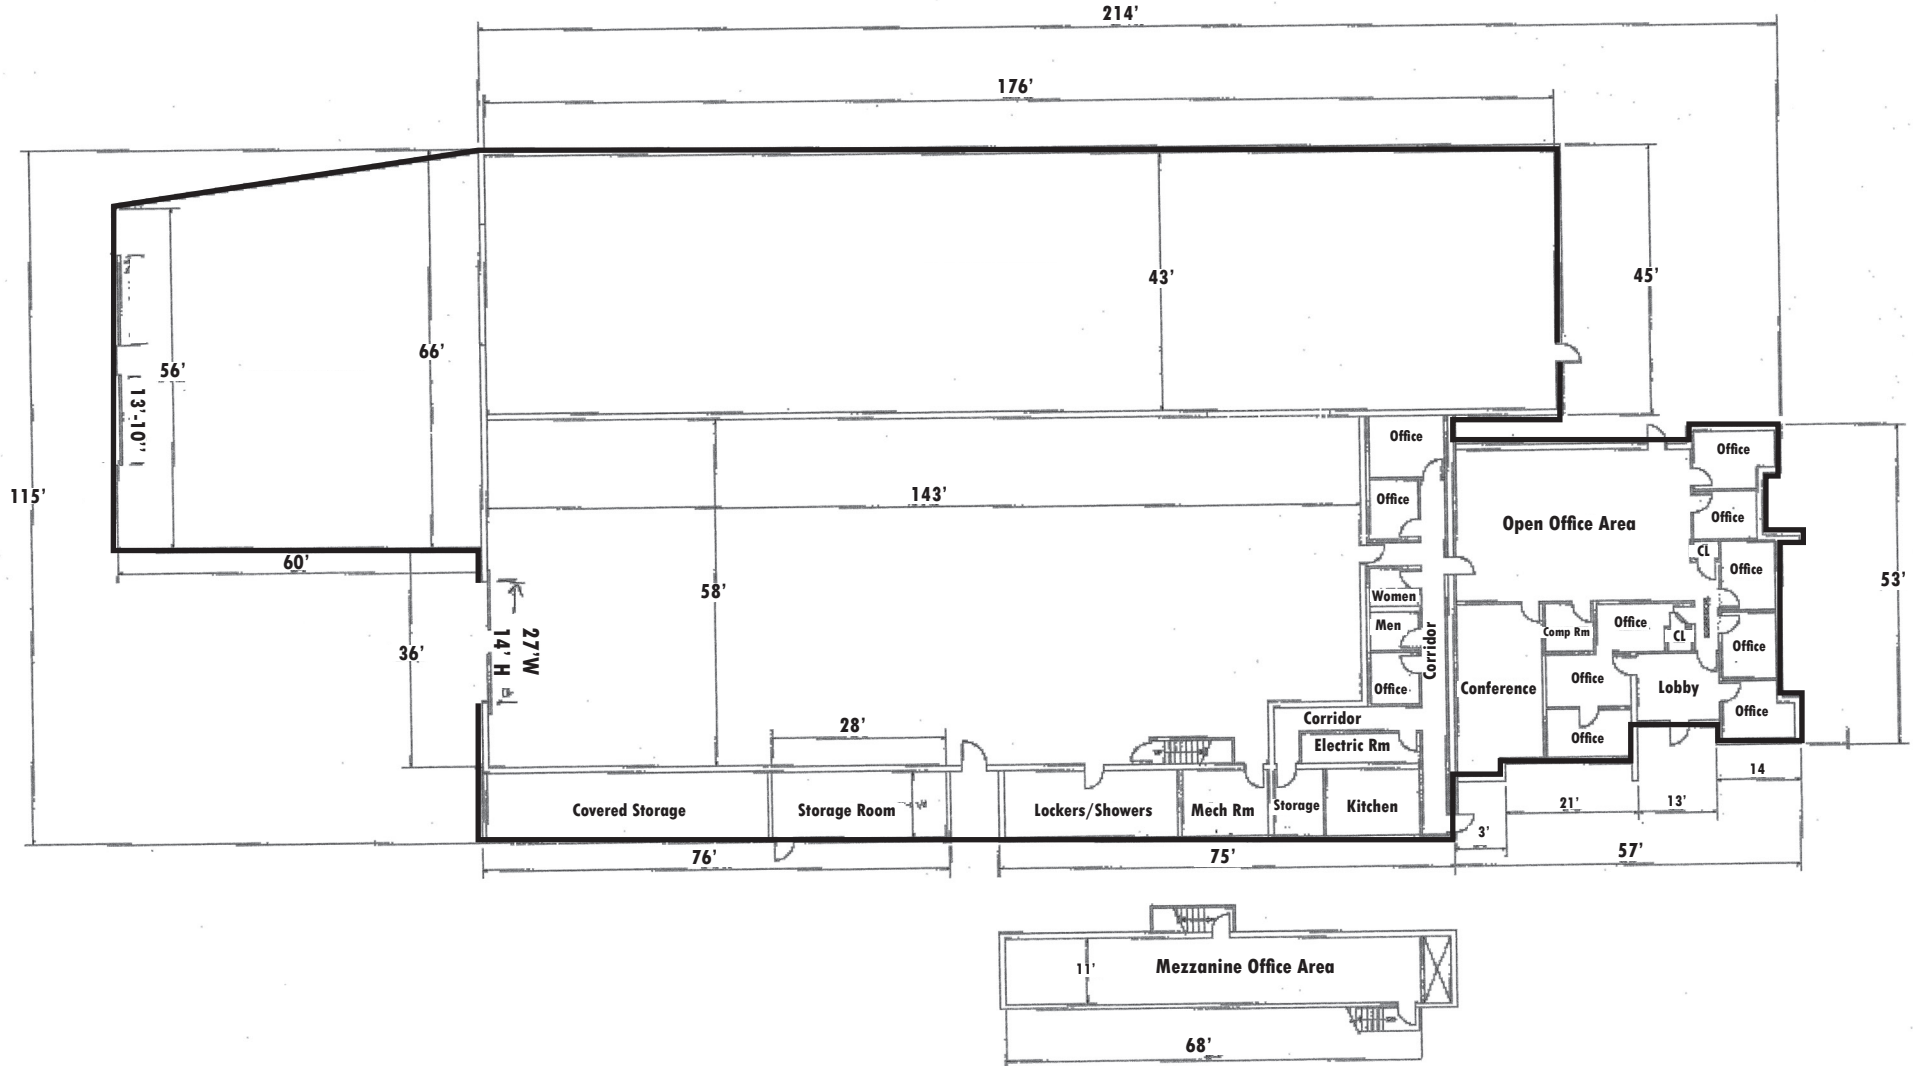 214'
176'
43'
45'
66'
56'
13'-10"
115'
60'
36'
27'W
14' H
143'
58'
28'
Office
Office
Women
Men
Office
Corridor
Corridor
Electric Rm
Covered Storage
Storage Room
Lockers/Showers
Mech Rm
Storage
Kitchen
Open Office Area
Office
Office
CL
Office
Office
Office
Comp Rm
Office
CL
Conference
Office
Lobby
Office
53'
14
21'
13'
3'
57'
76'
75'
11'
Mezzanine Office Area
68'